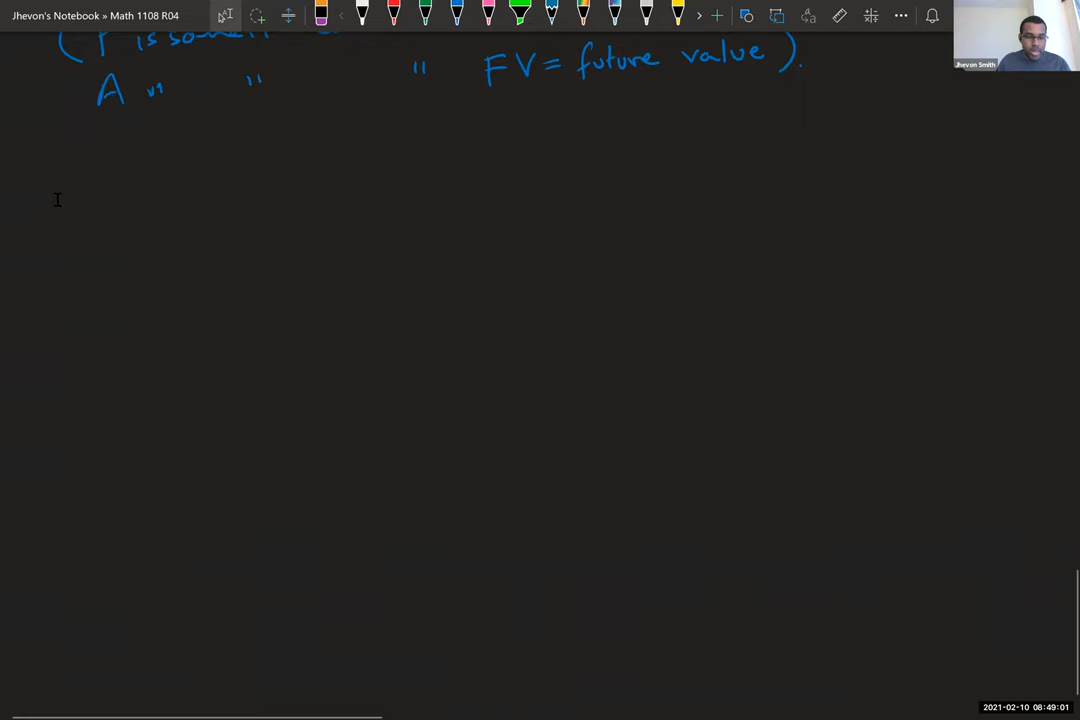 Jhevon's Notebook » Math 1108 R04
( P is
A " " " FV = future value ).
Jhevon Smith
2021-02-10 08:49:01